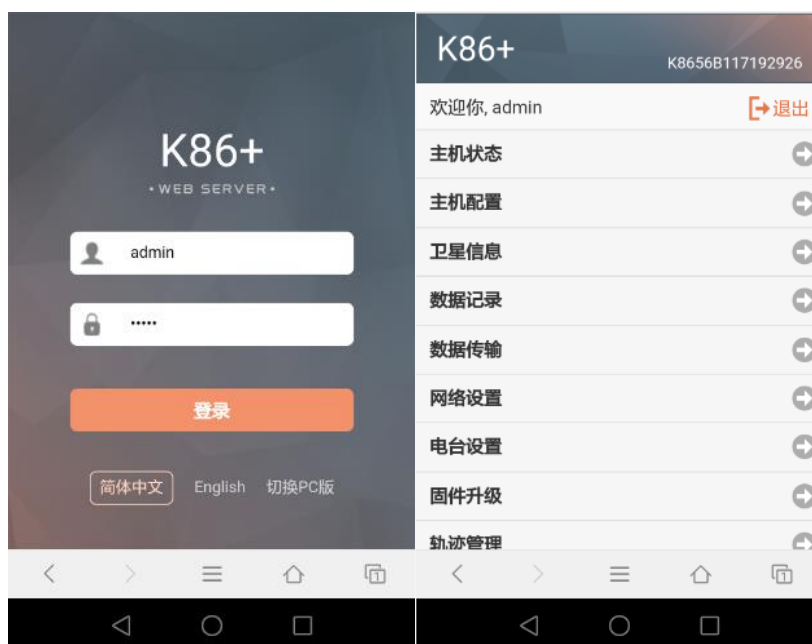 K86+
•WEB SERVER•
admin
•••••
登录
简体中文 English 切换PC版
1
K86+
K8656B117192926
欢迎你, admin 退出
主机状态
主机配置
卫星信息
数据记录
数据传输
网络设置
电台设置
固件升级
轨迹管理
1